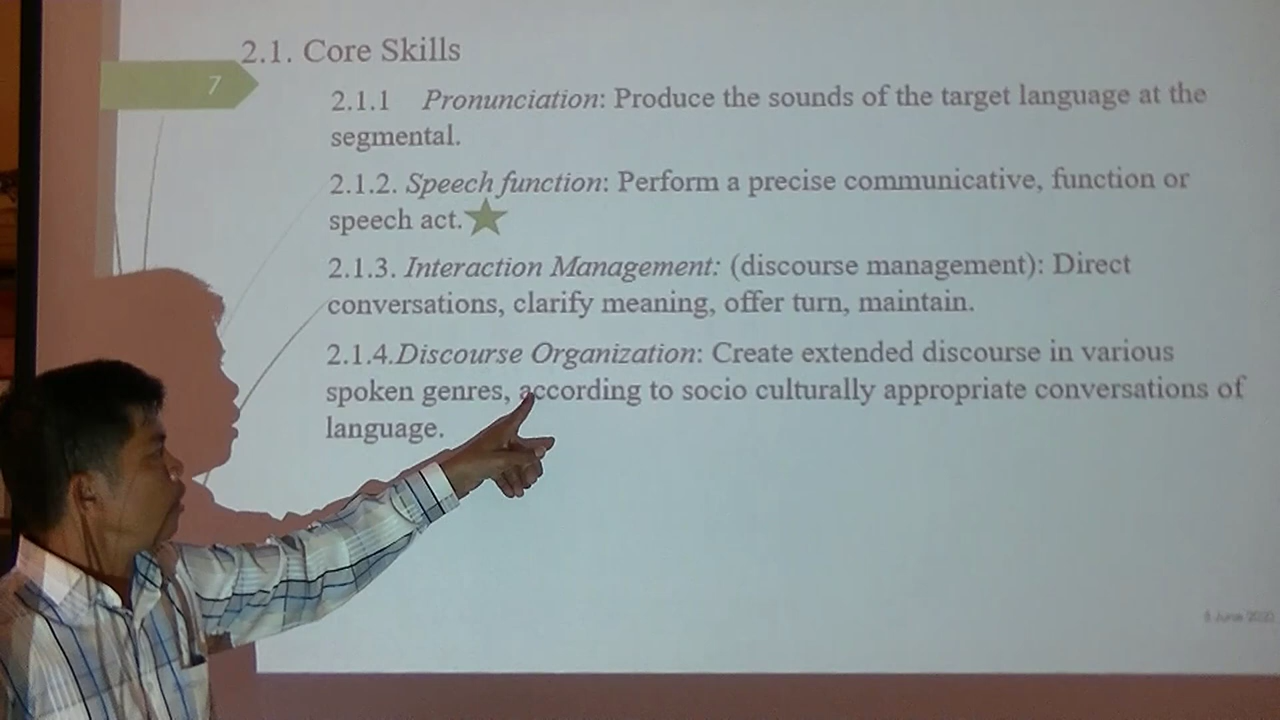 2.1. Core Skills
7
2.1.1 Pronunciation: Produce the sounds of the target language at the
segmental.
2.1.2. Speech function: Perform a precise communicative, function or
speech act.
2.1.3. Interaction Management: (discourse management): Direct
conversations, clarify meaning, offer turn, maintain.
2.1.4.Discourse Organization: Create extended discourse in various
spoken genres, according to socio culturally appropriate conversations of
language.
June